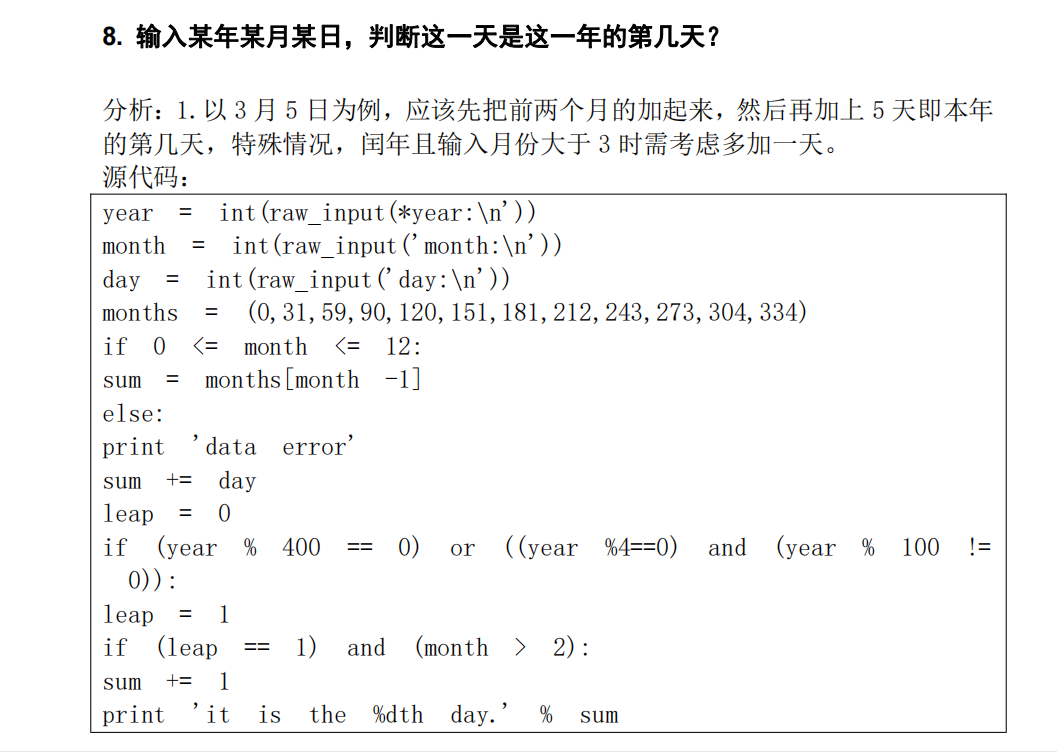 8. 输入某年某月某日，判断这一天是这一年的第几天？
分析：1.以 3 月 5 日为例，应该先把前两个月的加起来，然后再加上 5 天即本年
的第几天，特殊情况，闰年且输入月份大于 3 时需考虑多加一天。
源代码：
year = int(raw_input(*year:\n’))
month = int(raw_input(’month:\n’))
day = int(raw_input(’day:\n’))
months = (0,31,59,90,120,151,181,212,243,273,304,334)
if 0 <= month <= 12:
sum = months[month -1]
else:
print ’data error’
sum += day
leap = 0
if (year % 400 == 0) or ((year %4==0) and (year % 100 !=
0)):
leap = 1
if (leap == 1) and (month > 2):
sum += 1
print ’it is the %dth day.’ % sum